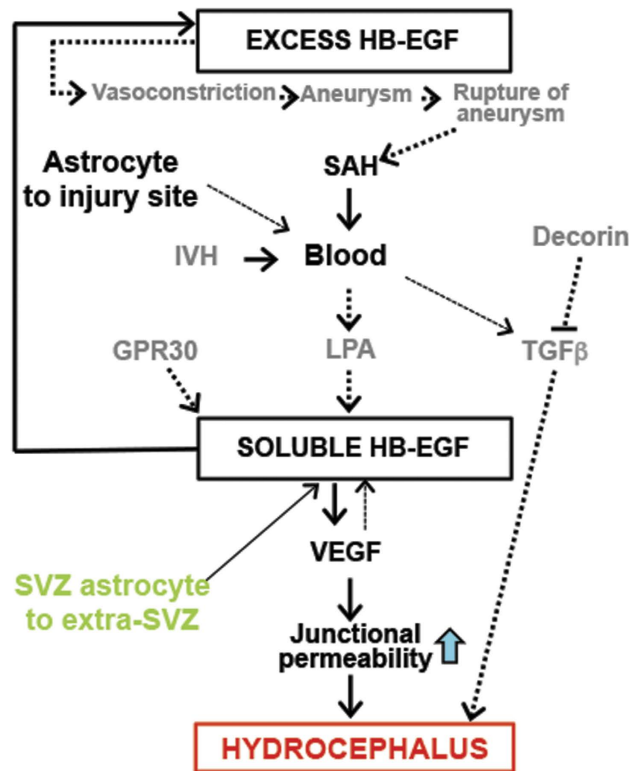 EXCESS HB-EGF
Vasoconstriction
Aneurysm
Rupture of
aneurysm
Astrocyte
to injury site
SAH
IVH
Blood
Decorin
GPR30
LPA
TGFβ
SOLUBLE HB-EGF
SVZ astrocyte
to extra-SVZ
VEGF
Junctional
permeability
HYDROCEPHALUS